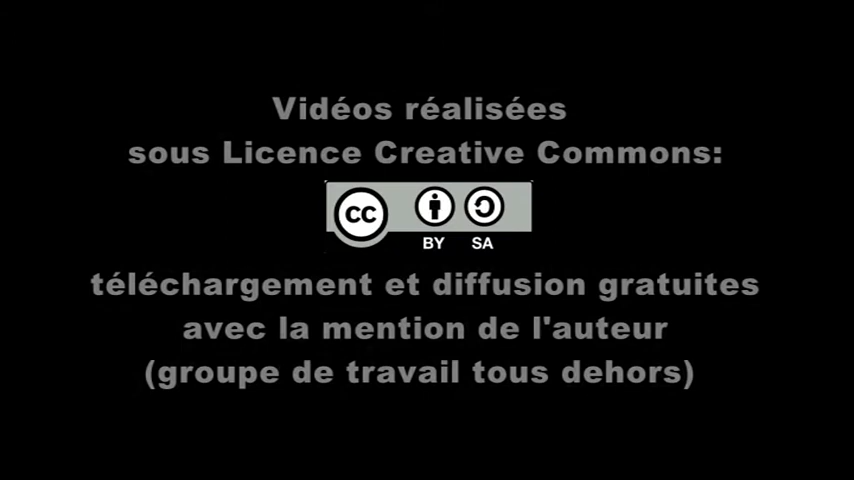 Vidéos réalisées
sous Licence Creative Commons:
cc
BY SA
téléchargement et diffusion gratuites
avec la mention de l'auteur
(groupe de travail tous dehors)